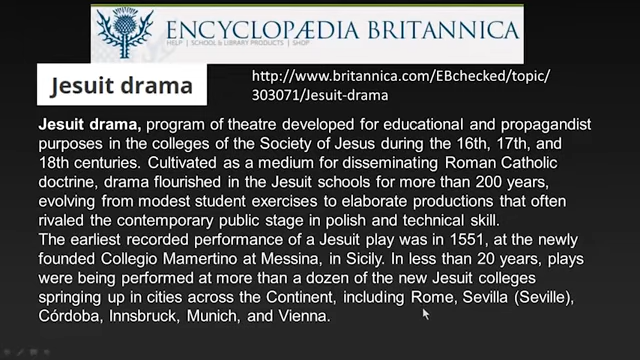 ENCYCLOPÆDIA BRITANNICA
HELP | SCHOOL & LIBRARY PRODUCTS | SHOP
Jesuit drama
http://www.britannica.com/EBchecked/topic/
303071/Jesuit-drama
Jesuit drama, program of theatre developed for educational and propagandist
purposes in the colleges of the Society of Jesus during the 16th, 17th, and
18th centuries. Cultivated as a medium for disseminating Roman Catholic
doctrine, drama flourished in the Jesuit schools for more than 200 years,
evolving from modest student exercises to elaborate productions that often
rivaled the contemporary public stage in polish and technical skill.
The earliest recorded performance of a Jesuit play was in 1551, at the newly
founded Collegio Mamertino at Messina, in Sicily. In less than 20 years, plays
were being performed at more than a dozen of the new Jesuit colleges
springing up in cities across the Continent, including Rome, Sevilla (Seville),
Córdoba, Innsbruck, Munich, and Vienna.